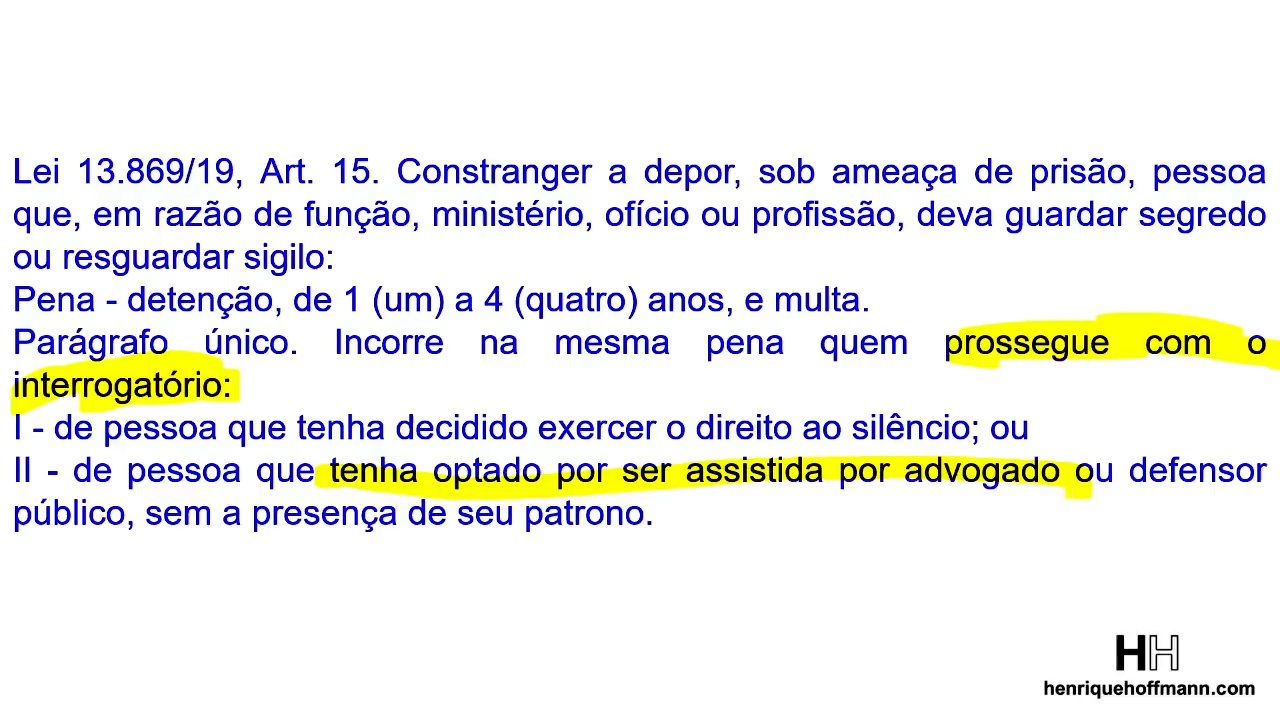 Lei 13.869/19, Art. 15. Constranger a depor, sob ameaça de prisão, pessoa
que, em razão de função, ministério, ofício ou profissão, deva guardar segredo
ou resguardar sigilo:
Pena - detenção, de 1 (um) a 4 (quatro) anos, e multa.
Parágrafo único. Incorre na mesma pena quem prossegue com o
interrogatório:
I - de pessoa que tenha decidido exercer o direito ao silêncio; ou
II - de pessoa que tenha optado por ser assistida por advogado ou defensor
público, sem a presença de seu patrono.
HH
henriquehoffmann.com